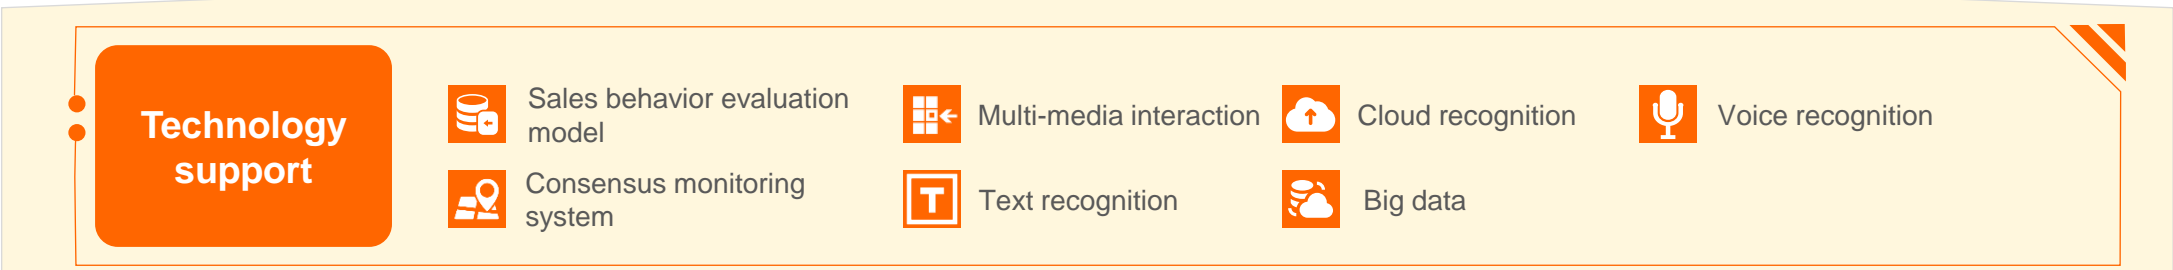 Technology
support
Sales behavior evaluation
model
Multi-media interaction
Cloud recognition
Voice recognition
Consensus monitoring
system
Text recognition
Big data